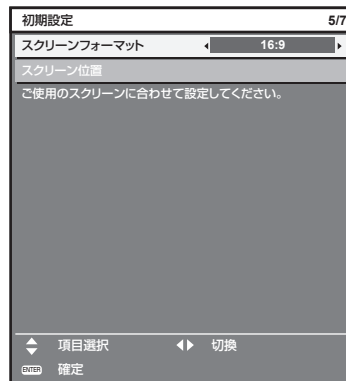 初期設定 5/7
スクリーンフォーマット 16:9
スクリーン位置
ご使用のスクリーンに合わせて設定してください。
項目選択 切換
ENTER 確定